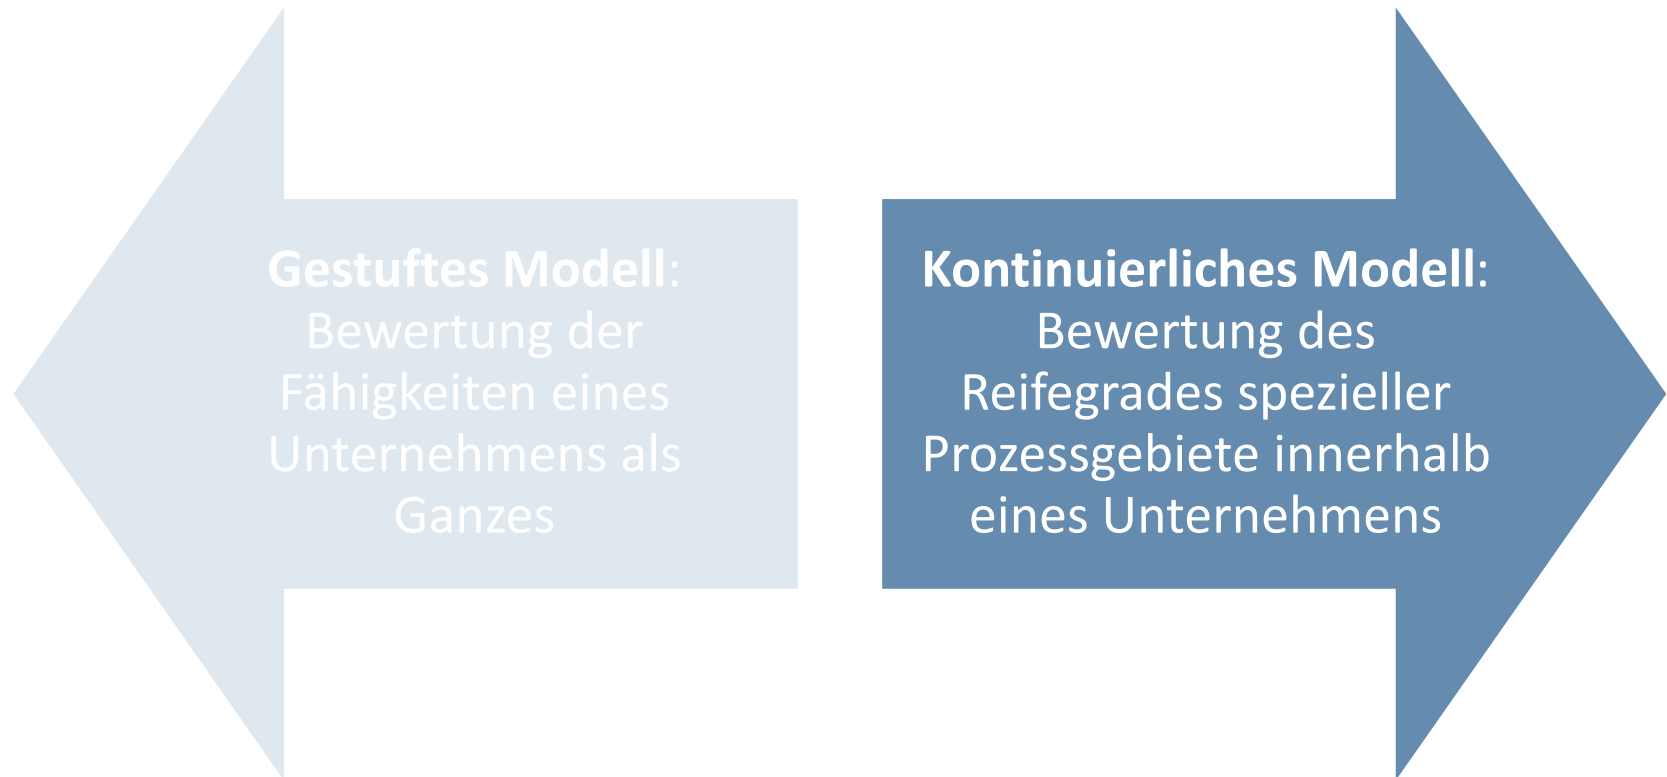 Gestuftes Modell:
Bewertung der
Fähigkeiten eines
Unternehmens als
Ganzes
Kontinuierliches Modell:
Bewertung des
Reifegrades spezieller
Prozessgebiete innerhalb
eines Unternehmens